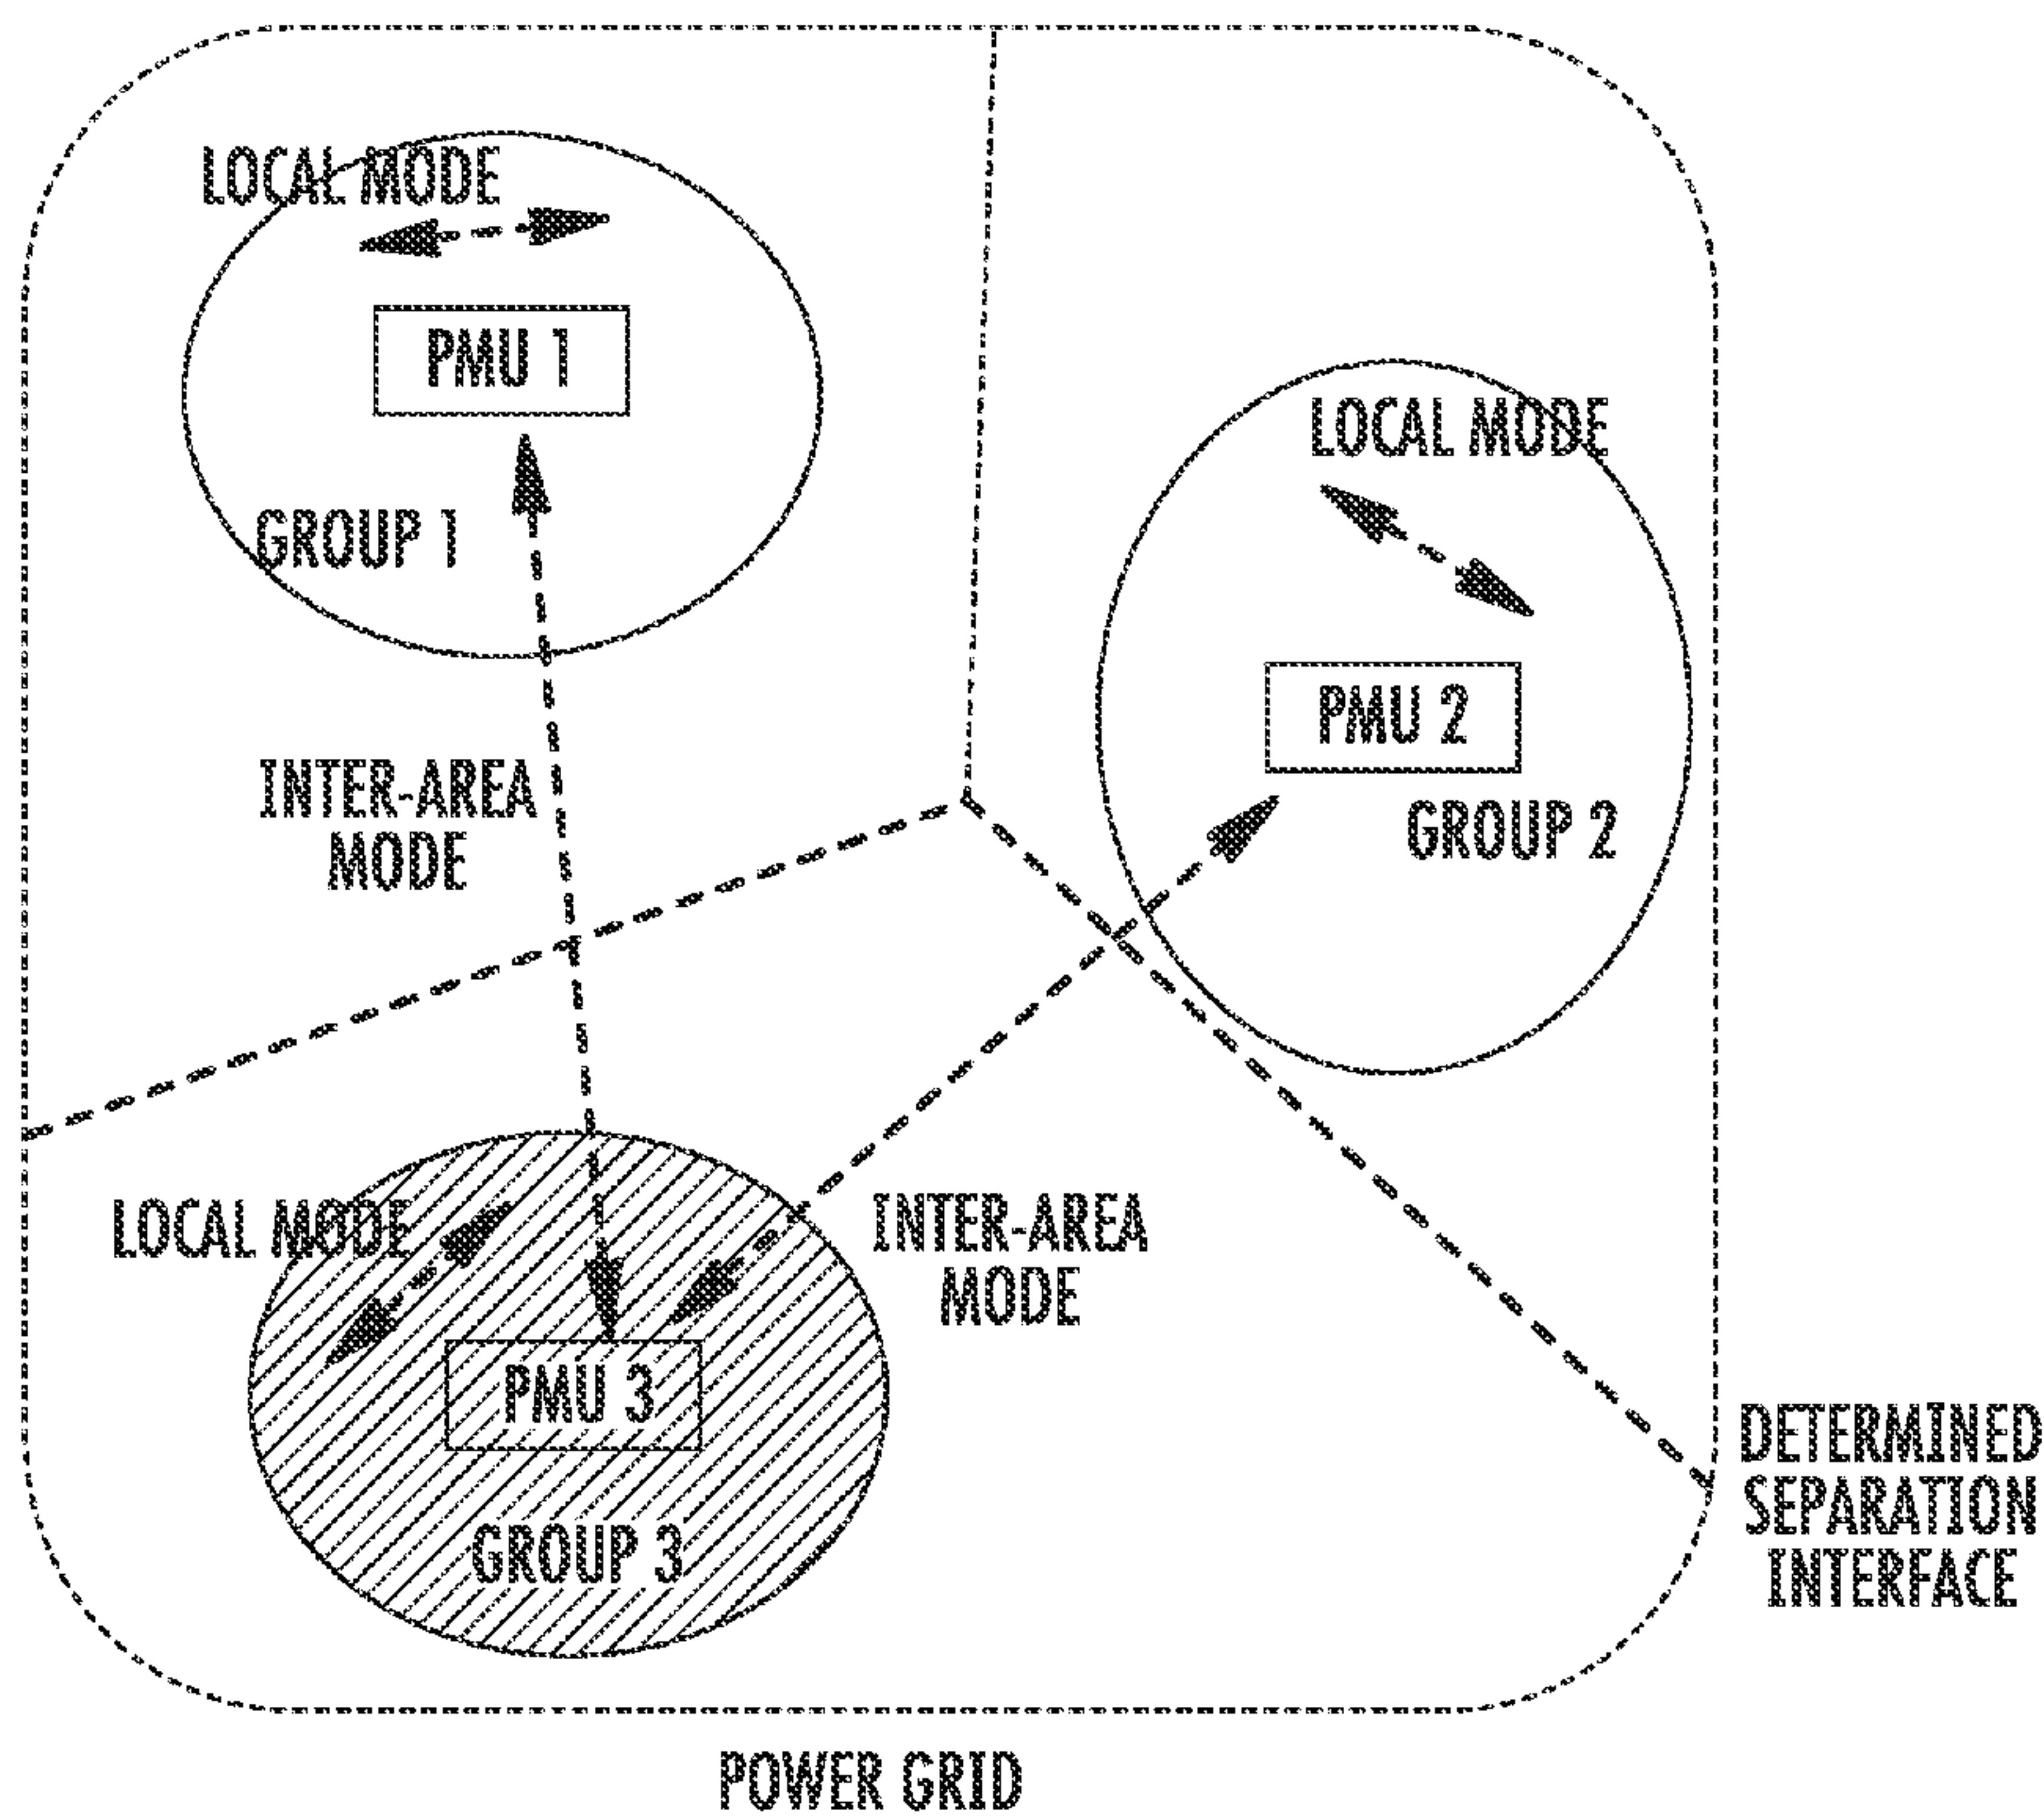 LOCAL MODE
PMU 1
GROUP 1
LOCAL MODE
PMU 2
GROUP 2
INTER-AREA
MODE
LOCAL MODE
INTER-AREA
MODE
PMU 3
GROUP 3
DETERMINED
SEPARATION
INTERFACE
POWER GRID